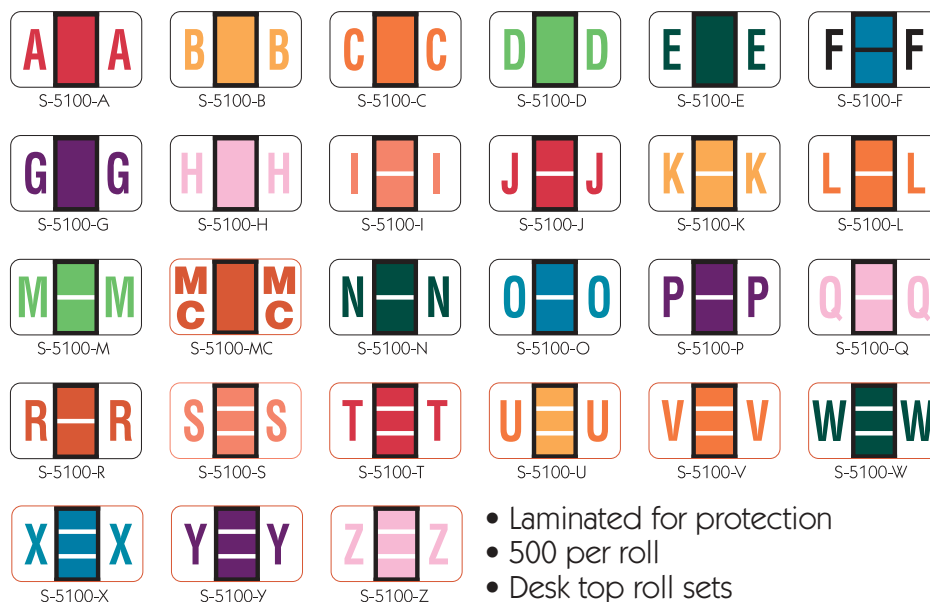 A A B B C C D D E E F F
S-5100-A S-5100-B S-5100-C S-5100-D S-5100-E S-5100-F
G G H H I I J J K K L L
S-5100-G S-5100-H S-5100-I S-5100-J S-5100-K S-5100-L
M M MC MC N N O O P P Q Q
S-5100-M S-5100-MC S-5100-N S-5100-O S-5100-P S-5100-Q
R R S S T T U U V V W W
S-5100-R S-5100-S S-5100-T S-5100-U S-5100-V S-5100-W
X X Y Y Z Z
S-5100-X S-5100-Y S-5100-Z
• Laminated for protection
• 500 per roll
• Desk top roll sets